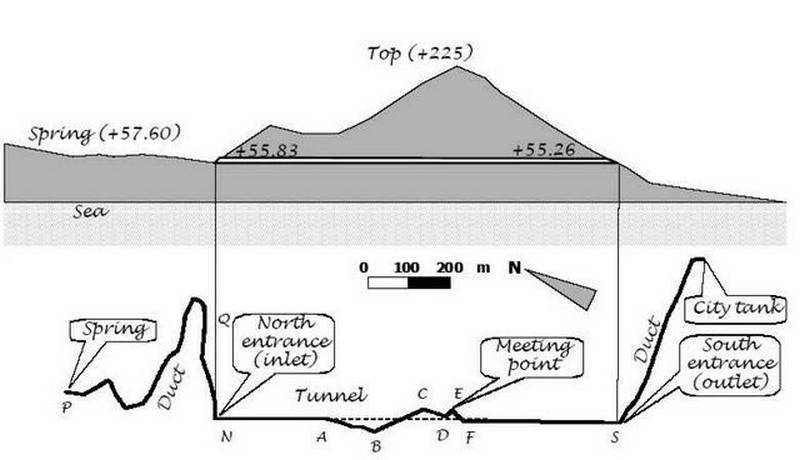 Top (+225)
Spring (+57.60)
+55.83
+55.26
Sea
0 100 200 m N
Spring
P
Duct
Q
North
entrance
(inlet)
N
Tunnel
A
B
C
D
E
F
Meeting
point
S
Duct
City tank
South
entrance
(outlet)